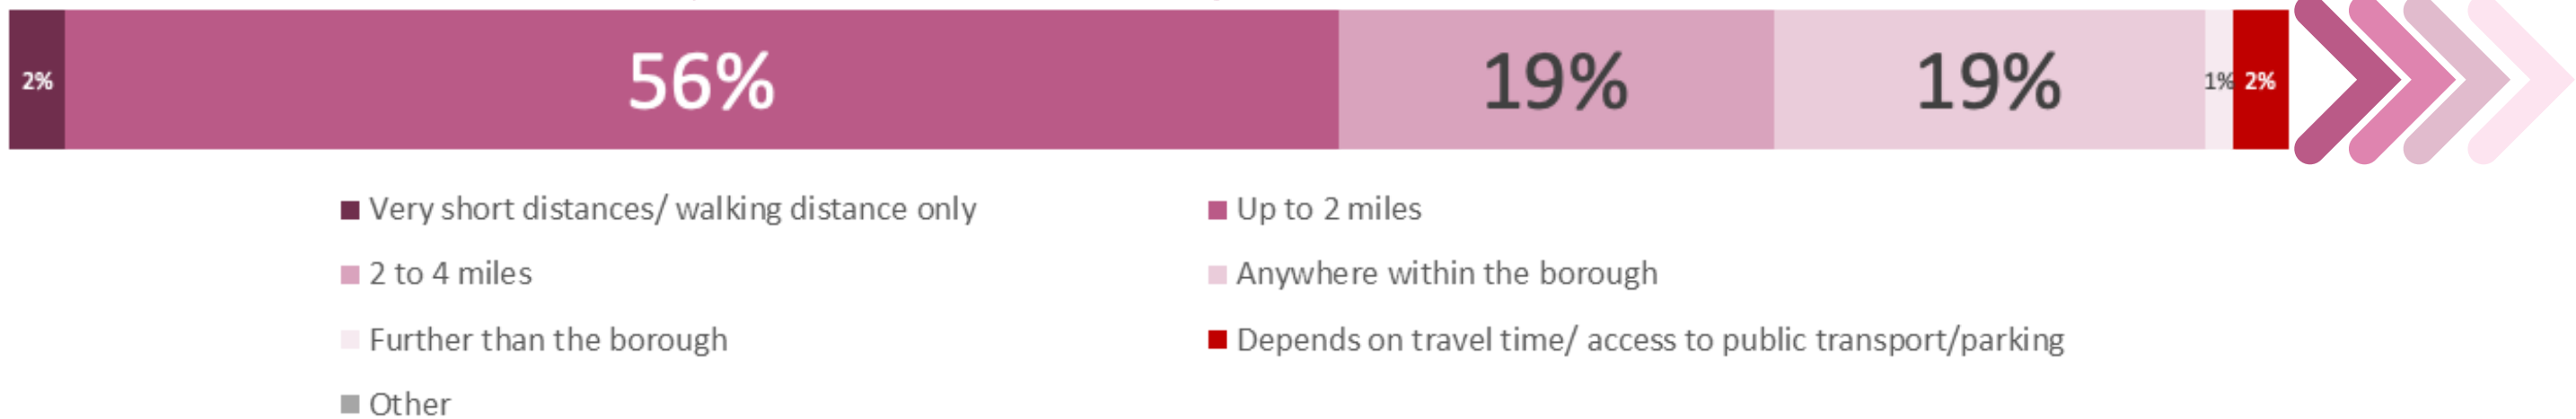 2% 56% 19% 19% 1% 2%
Very short distances/ walking distance only
Up to 2 miles
2 to 4 miles
Anywhere within the borough
Further than the borough
Depends on travel time/ access to public transport/parking
Other